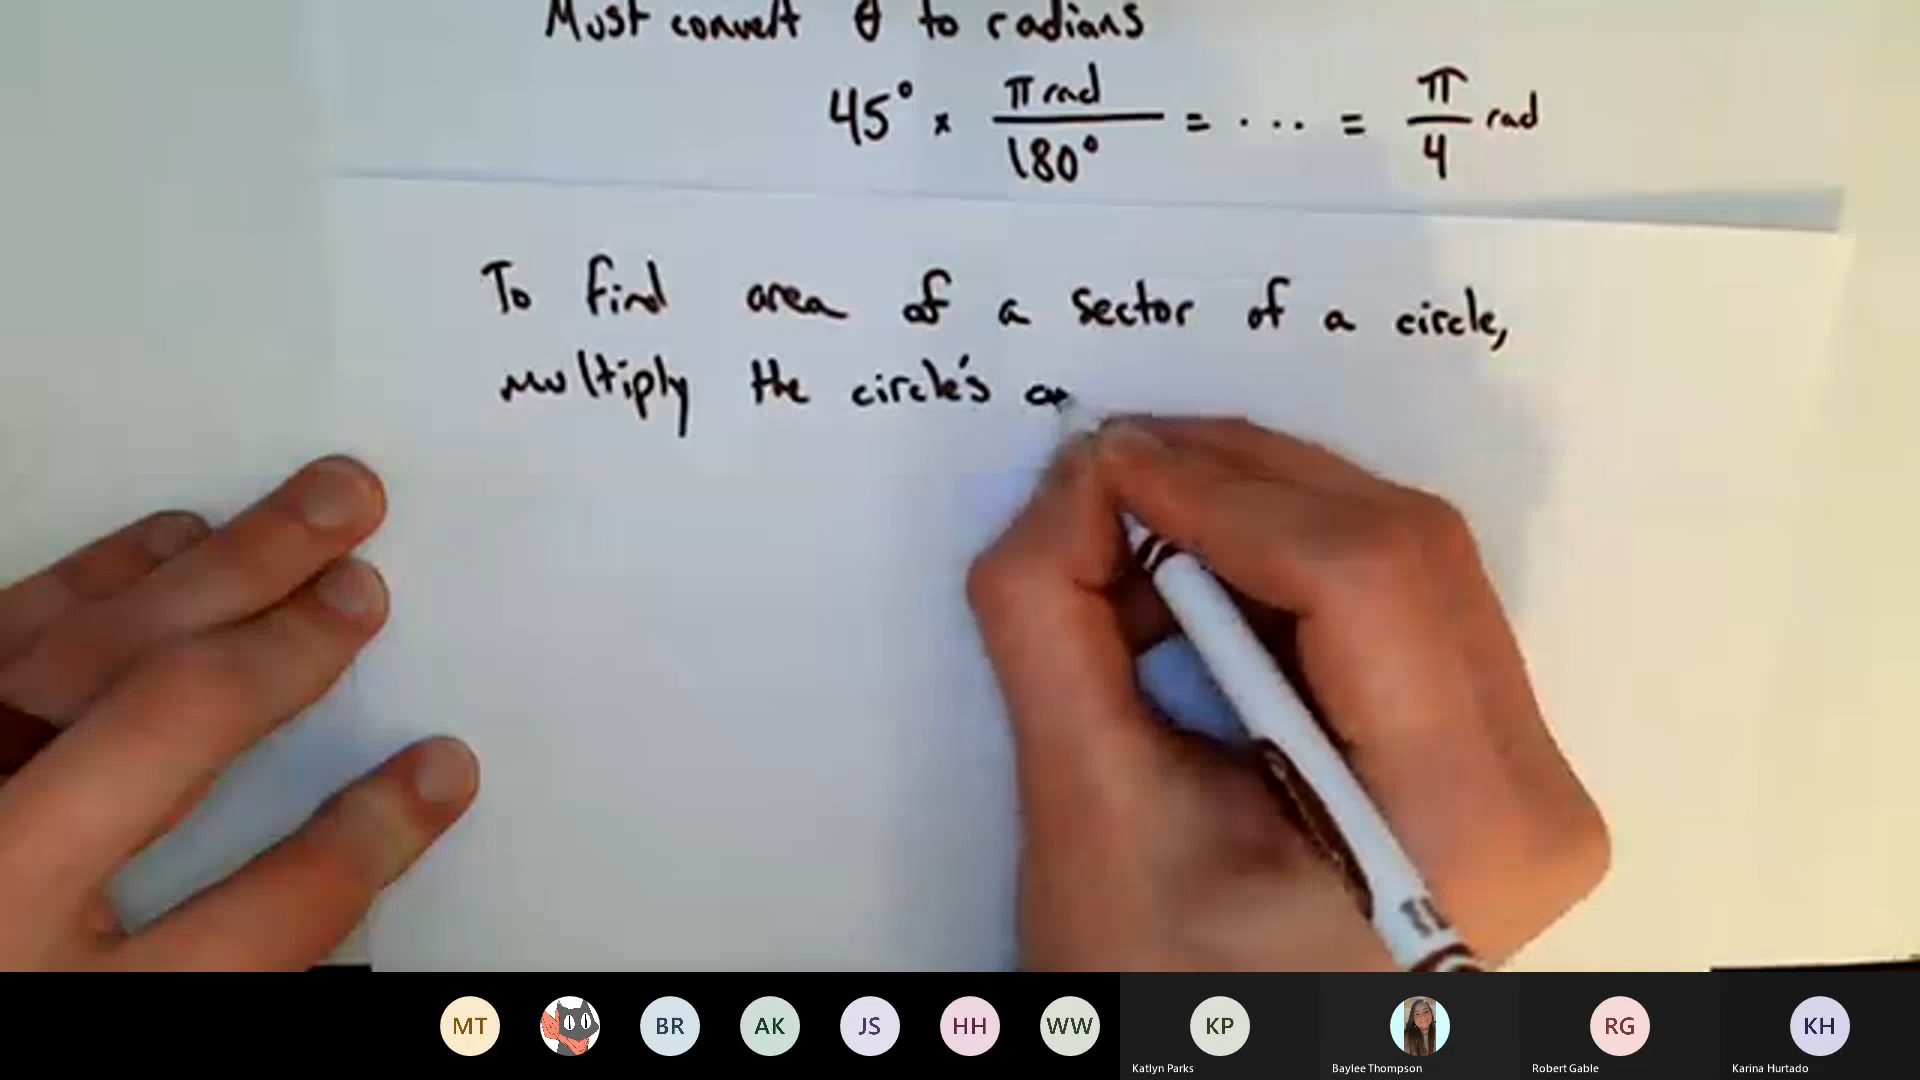 Must convert θ to radians
45° × π rad / 180° = · · · = π / 4 rad
To find area of a sector of a circle,
multiply the circle's
MT BR AK JS HH WW KP RG KH
Katlyn Parks Baylee Thompson Robert Gable Karina Hurtado